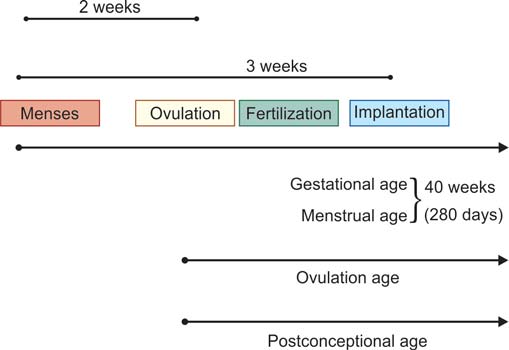 2 weeks
3 weeks
Menses
Ovulation
Fertilization
Implantation
Gestational age
Menstrual age
40 weeks
(280 days)
Ovulation age
Postconceptional age